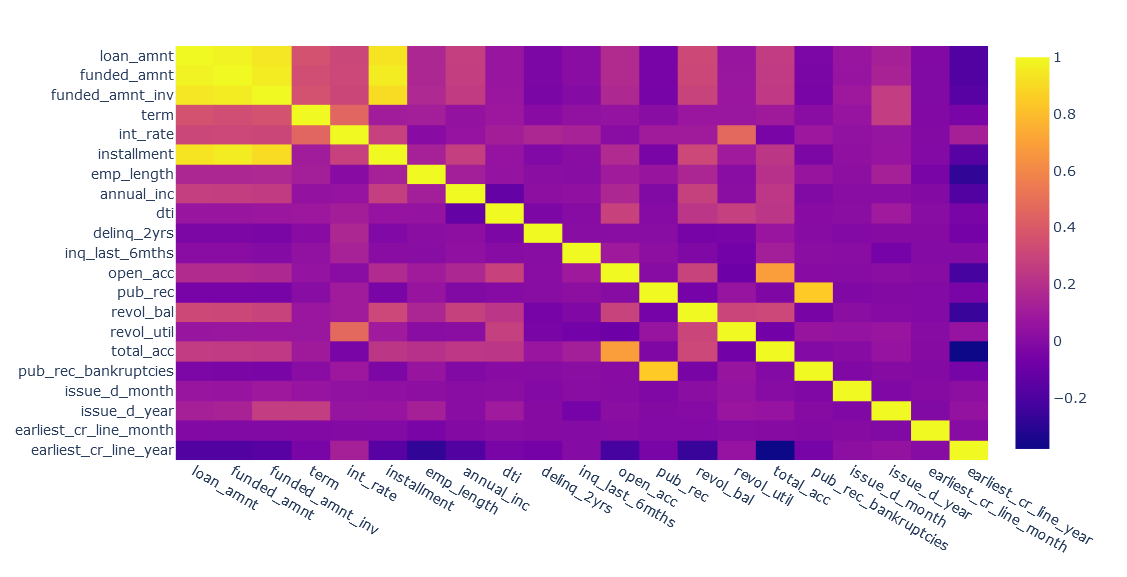 loan_amnt
funded_amnt
funded_amnt_inv
term
int_rate
installment
emp_length
annual_inc
dti
delinq_2yrs
inq_last_6mths
open_acc
pub_rec
revol_bal
revol_util
total_acc
pub_rec_bankruptcies
issue_d_month
issue_d_year
earliest_cr_line_month
earliest_cr_line_year
loan_amnt
funded_amnt
funded_amnt_inv
term
int_rate
installment
emp_length
annual_inc
dti
delinq_2yrs
inq_last_6mths
open_acc
pub_rec
revol_bal
revol_util
total_acc
pub_rec_bankruptcies
issue_d_month
issue_d_year
earliest_cr_line_month
earliest_cr_line_year
1
0.8
0.6
0.4
0.2
0
−0.2